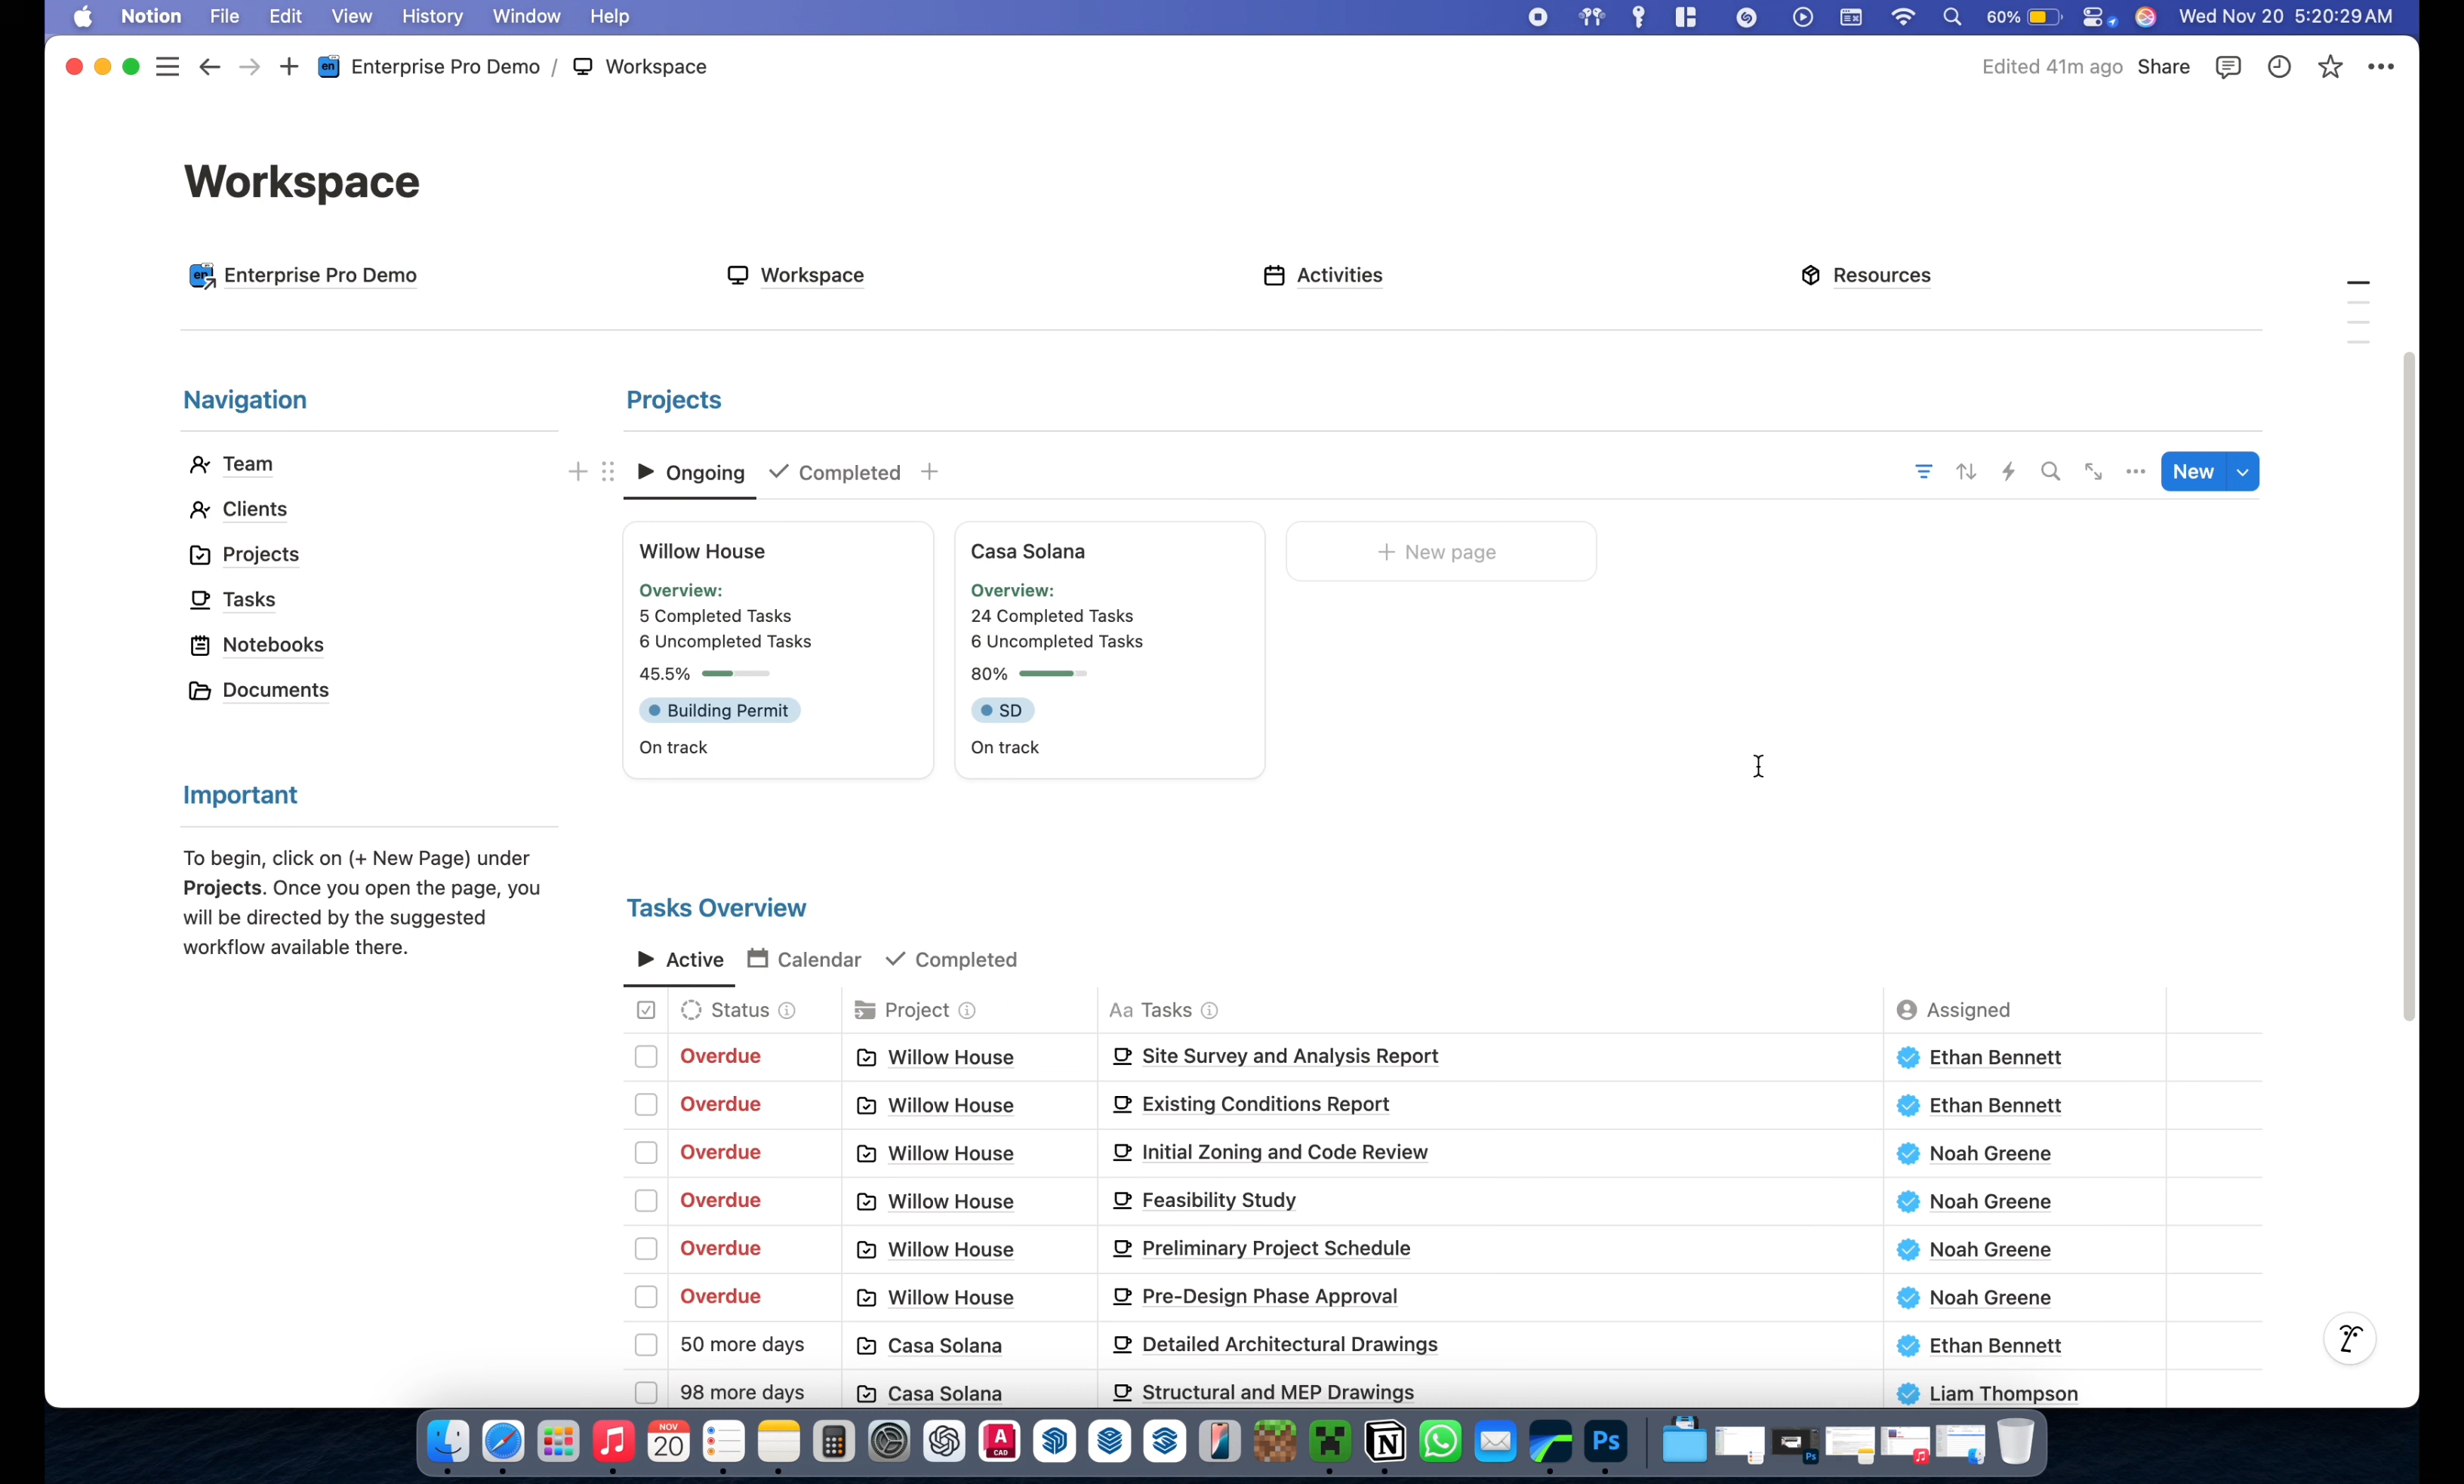 Notion File Edit View History Window Help 60% Wed Nov 20 5:20:29 AM
en Enterprise Pro Demo / Workspace Edited 41m ago Share
Workspace
Enterprise Pro Demo Workspace Activities Resources
Navigation
Team
Clients
Projects
Tasks
Notebooks
Documents
Important
To begin, click on (+ New Page) under
Projects. Once you open the page, you
will be directed by the suggested
workflow available there.
Projects
Ongoing Completed New
Willow House
Overview:
5 Completed Tasks
6 Uncompleted Tasks
45.5%
Building Permit
On track
Casa Solana
Overview:
24 Completed Tasks
6 Uncompleted Tasks
80%
SD
On track
+ New page
Tasks Overview
Active Calendar Completed
Status Project Aa Tasks Assigned
Overdue Willow House Site Survey and Analysis Report Ethan Bennett
Overdue Willow House Existing Conditions Report Ethan Bennett
Overdue Willow House Initial Zoning and Code Review Noah Greene
Overdue Willow House Feasibility Study Noah Greene
Overdue Willow House Preliminary Project Schedule Noah Greene
Overdue Willow House Pre-Design Phase Approval Noah Greene
50 more days Casa Solana Detailed Architectural Drawings Ethan Bennett
98 more days Casa Solana Structural and MEP Drawings Liam Thompson
NOV
20
A
CAD
N
Ps
Ps